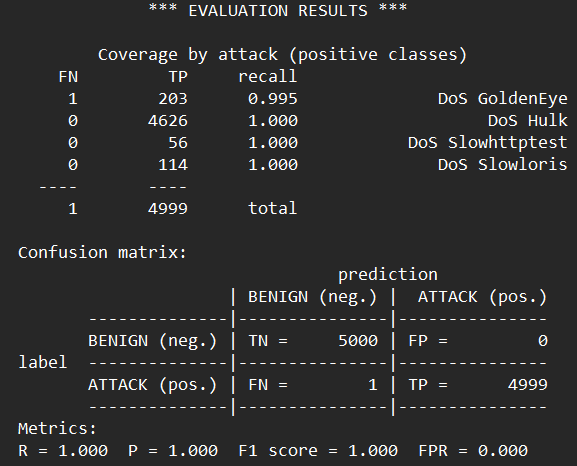 *** EVALUATION RESULTS ***
Coverage by attack (positive classes)
FN TP recall
1 203 0.995 DoS GoldenEye
0 4626 1.000 DoS Hulk
0 56 1.000 DoS Slowhttptest
0 114 1.000 DoS Slowloris
---- ----
1 4999 total
Confusion matrix:
prediction
| BENIGN (neg.) | ATTACK (pos.)
--------------|---------------|---------------
BENIGN (neg.) | TN = 5000 | FP = 0
label --------------|---------------|---------------
ATTACK (pos.) | FN = 1 | TP = 4999
--------------|---------------|---------------
Metrics:
R = 1.000 P = 1.000 F1 score = 1.000 FPR = 0.000